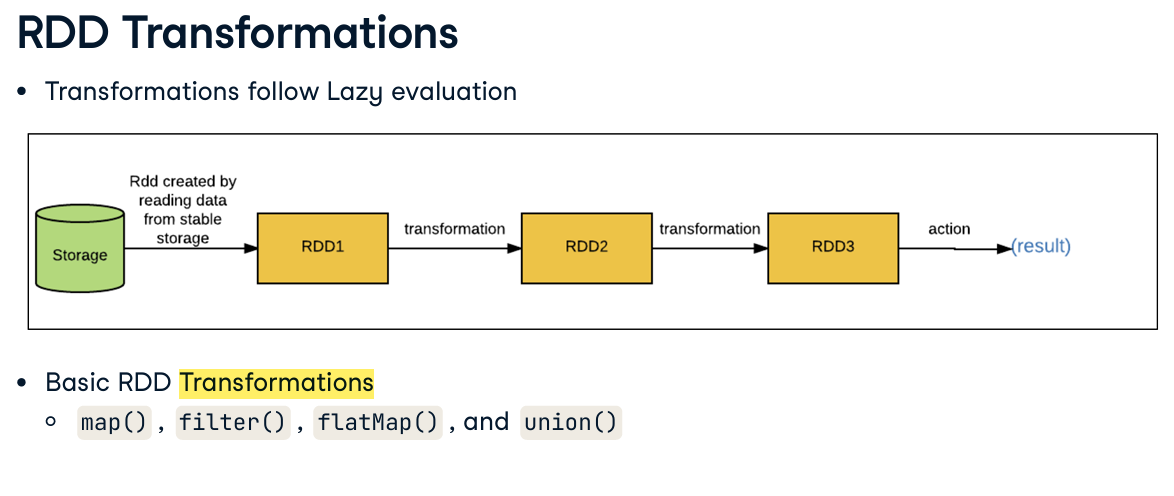 RDD Transformations
• Transformations follow Lazy evaluation
Rdd created by
reading data
from stable
storage
Storage
RDD1
transformation
RDD2
transformation
RDD3
action
(result)
• Basic RDD Transformations
○ map() , filter() , flatMap() , and union()